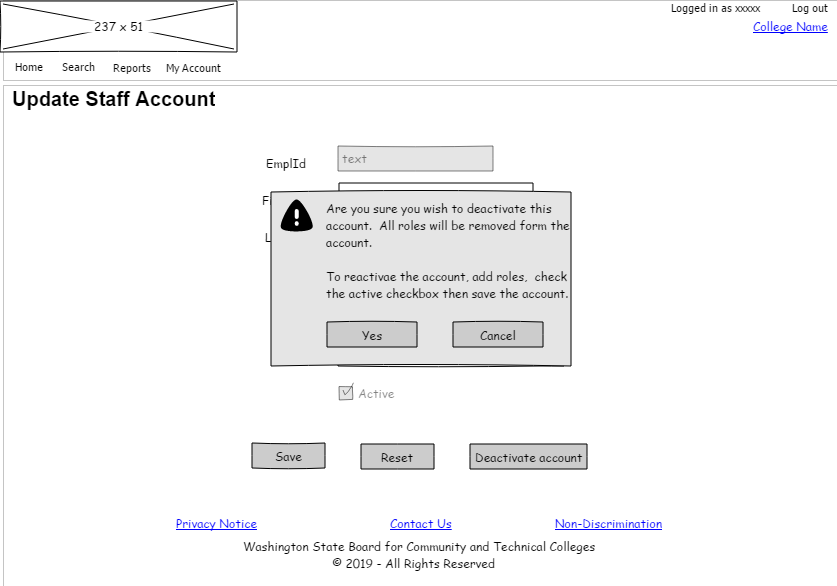 Logged in as xxxxx Log out
237 x 51
College Name
Home Search Reports My Account
Update Staff Account
EmplId text
Are you sure you wish to deactivate this
account. All roles will be removed form the
account.
To reactivae the account, add roles, check
the active checkbox then save the account.
Yes Cancel
Active
Save Reset Deactivate account
Privacy Notice Contact Us Non-Discrimination
Washington State Board for Community and Technical Colleges
© 2019 - All Rights Reserved